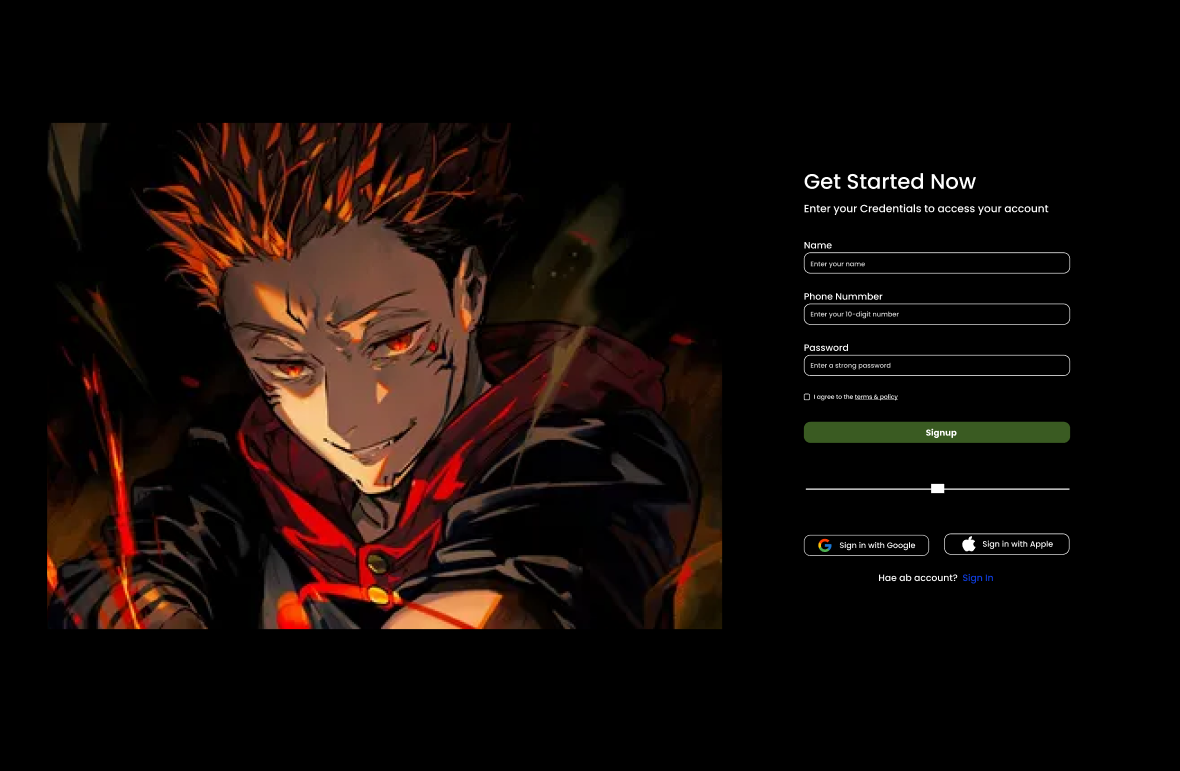 Get Started Now
Enter your Credentials to access your account
Name
Enter your name
Phone Nummber
Enter your 10-digit number
Password
Enter a strong password
I agree to the terms & policy
Signup
Sign in with Google
Sign in with Apple
Hae ab account? Sign In